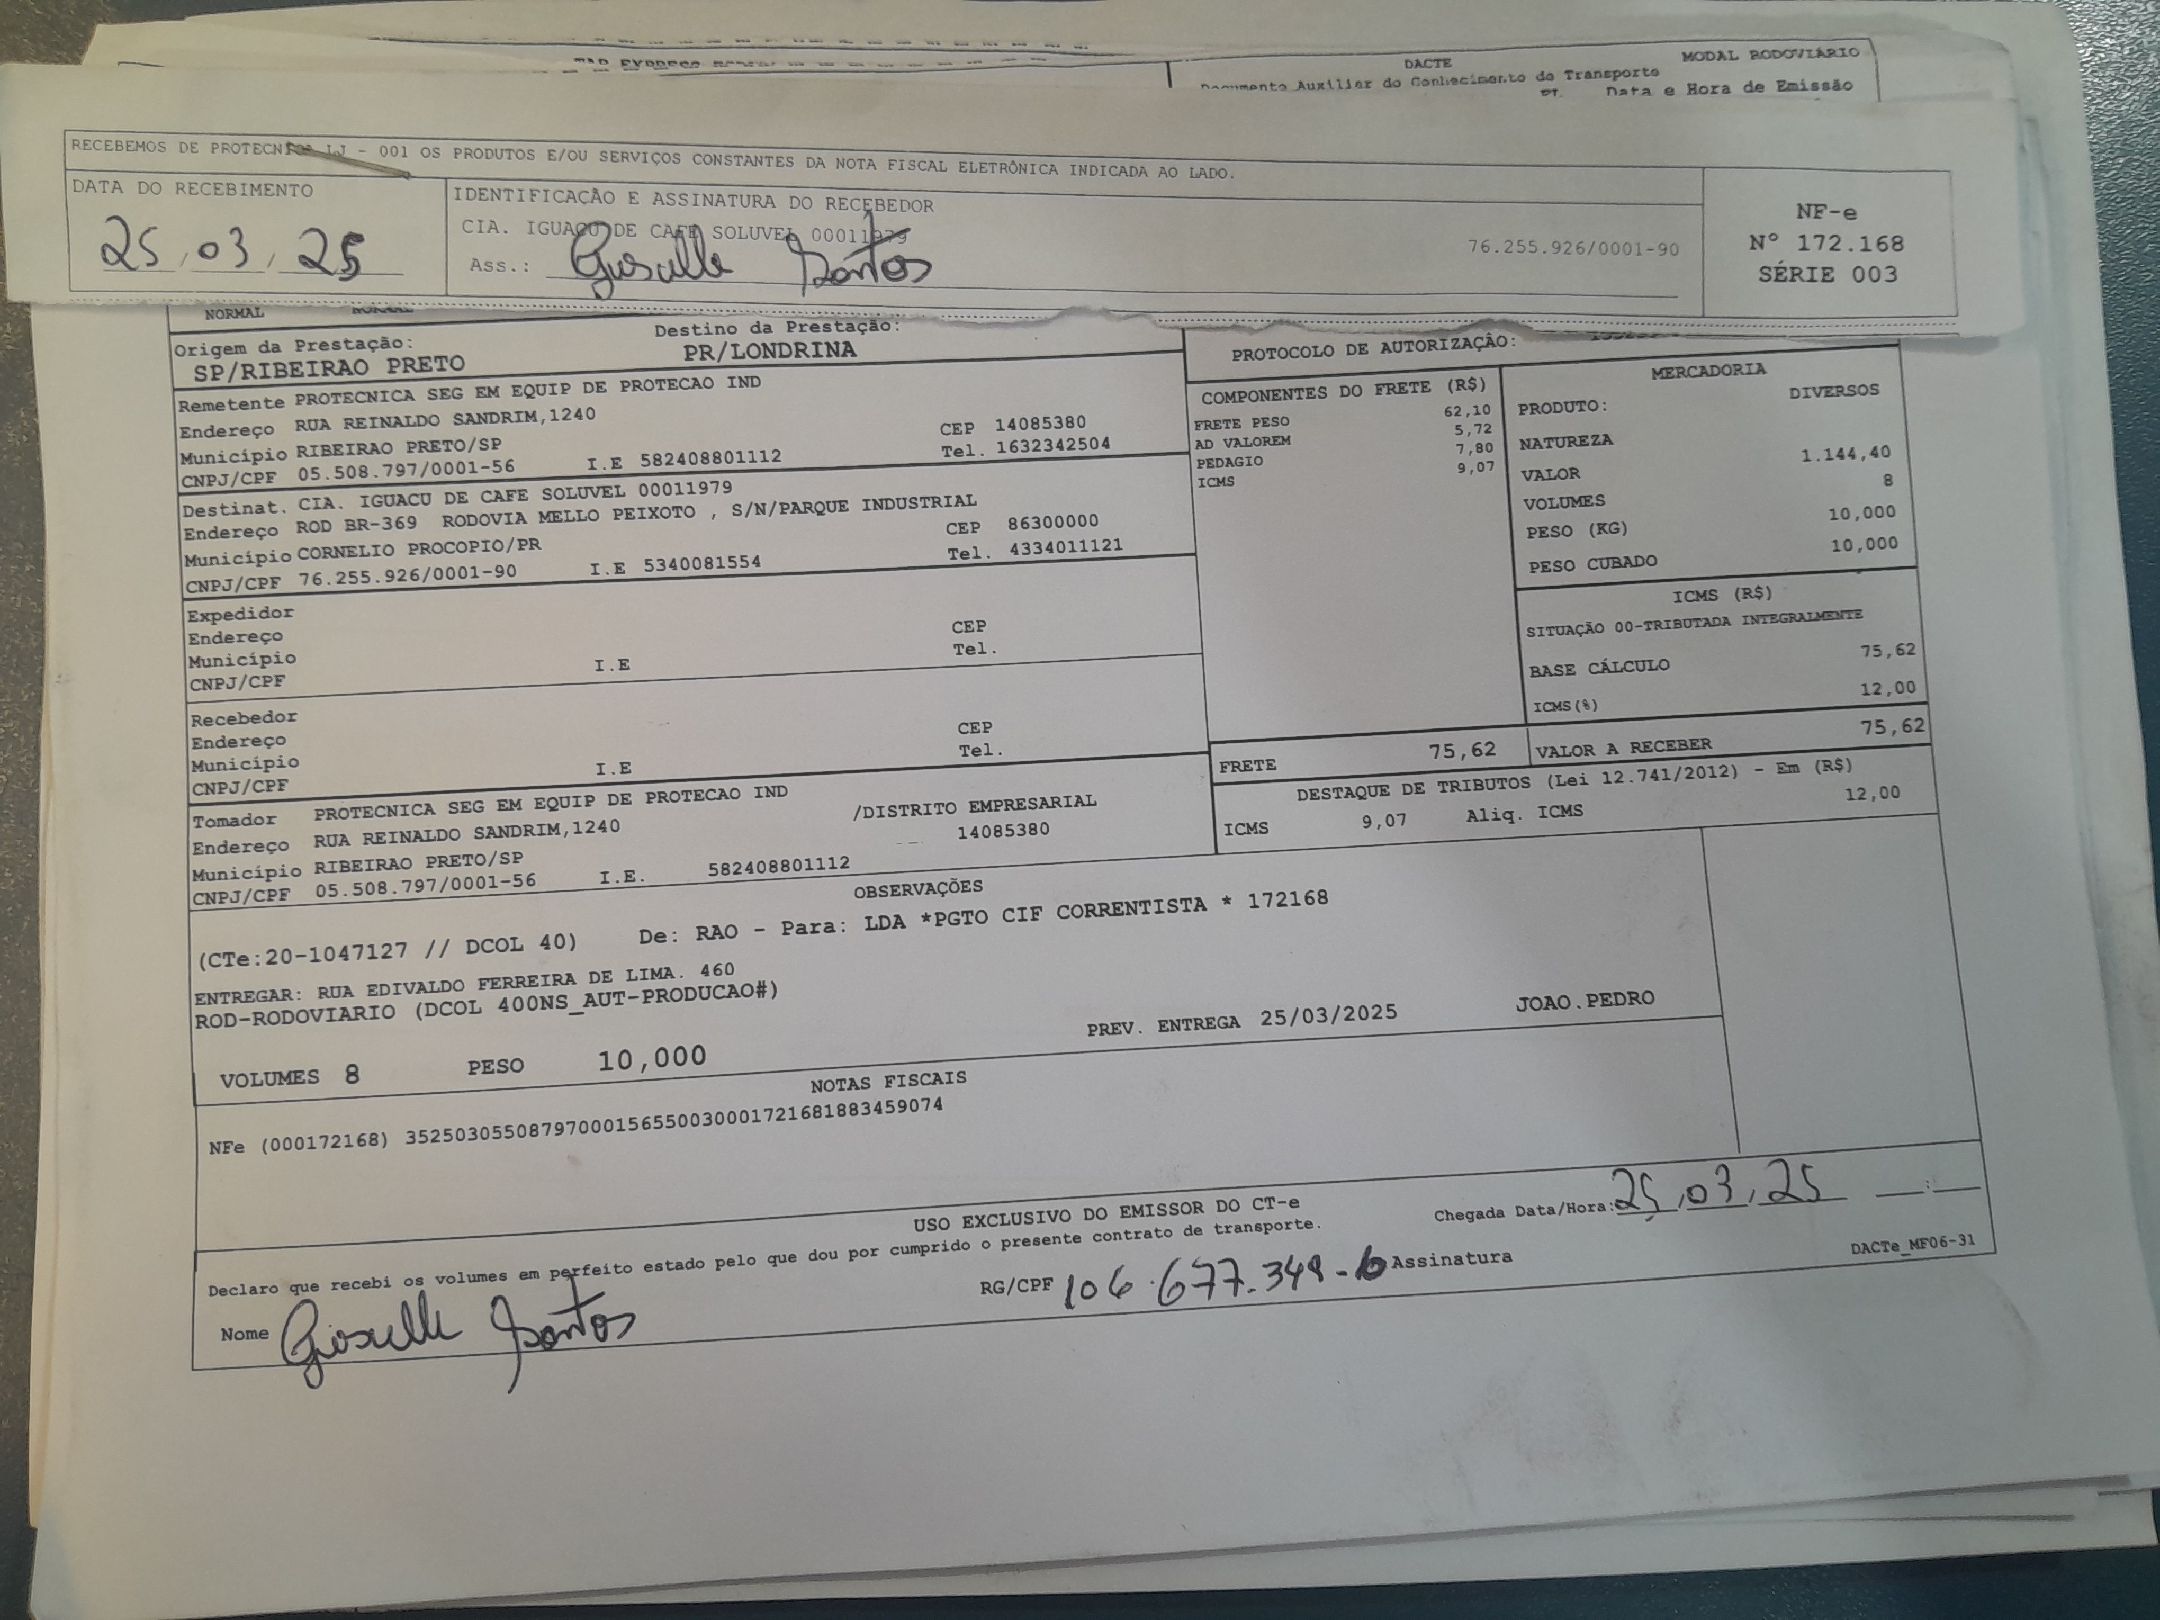 DACTE
MODAL RODOVIÁRIO
Documento Auxiliar do Conhecimento de Transporte
Data e Hora de Emissão
RECEBEMOS DE PROTECNICA LJ - 001 OS PRODUTOS E/OU SERVIÇOS CONSTANTES DA NOTA FISCAL ELETRÔNICA INDICADA AO LADO.
DATA DO RECEBIMENTO
25, 03, 25
IDENTIFICAÇÃO E ASSINATURA DO RECEBEDOR
CIA. IGUACU DE CAFE SOLUVEL 00011979
76.255.926/0001-90
Ass.: Giselle Santos
NF-e
Nº 172.168
SÉRIE 003
NORMAL NORMAL
Origem da Prestação: Destino da Prestação:
SP/RIBEIRAO PRETO PR/LONDRINA
PROTOCOLO DE AUTORIZAÇÃO:
Remetente PROTECNICA SEG EM EQUIP DE PROTECAO IND
Endereço RUA REINALDO SANDRIM,1240
Município RIBEIRAO PRETO/SP CEP 14085380
CNPJ/CPF 05.508.797/0001-56 I.E 582408801112 Tel. 1632342504
Destinat. CIA. IGUACU DE CAFE SOLUVEL 00011979
Endereço ROD BR-369 RODOVIA MELLO PEIXOTO , S/N/PARQUE INDUSTRIAL
Município CORNELIO PROCOPIO/PR CEP 86300000
CNPJ/CPF 76.255.926/0001-90 I.E 5340081554 Tel. 4334011121
Expedidor
Endereço
Município CEP
CNPJ/CPF I.E Tel.
Recebedor
Endereço
Município CEP
CNPJ/CPF I.E Tel.
Tomador PROTECNICA SEG EM EQUIP DE PROTECAO IND
Endereço RUA REINALDO SANDRIM,1240 /DISTRITO EMPRESARIAL
Município RIBEIRAO PRETO/SP 14085380
CNPJ/CPF 05.508.797/0001-56 I.E. 582408801112
COMPONENTES DO FRETE (R$)
FRETE PESO 62,10
AD VALOREM 5,72
PEDAGIO 7,80
ICMS 9,07
MERCADORIA
PRODUTO: DIVERSOS
NATUREZA
VALOR 1.144,40
VOLUMES 8
PESO (KG) 10,000
PESO CUBADO 10,000
ICMS (R$)
SITUAÇÃO 00-TRIBUTADA INTEGRALMENTE
BASE CÁLCULO 75,62
ICMS(%) 12,00
FRETE 75,62
VALOR A RECEBER 75,62
DESTAQUE DE TRIBUTOS (Lei 12.741/2012) - Em (R$)
ICMS 9,07 Aliq. ICMS 12,00
OBSERVAÇÕES
(CTe:20-1047127 // DCOL 40) De: RAO - Para: LDA *PGTO CIF CORRENTISTA * 172168
ENTREGAR: RUA EDIVALDO FERREIRA DE LIMA. 460
ROD-RODOVIARIO (DCOL 400NS_AUT-PRODUCAO#)
PREV. ENTREGA 25/03/2025 JOAO.PEDRO
VOLUMES 8 PESO 10,000
NOTAS FISCAIS
NFe (000172168) 35250305508797000156550030001721681883459074
USO EXCLUSIVO DO EMISSOR DO CT-e
Declaro que recebi os volumes em perfeito estado pelo que dou por cumprido o presente contrato de transporte.
Chegada Data/Hora: 25, 03, 25 :
Nome Giselle Santos
RG/CPF 106.677.349-6 Assinatura
DACTe_MF06-31